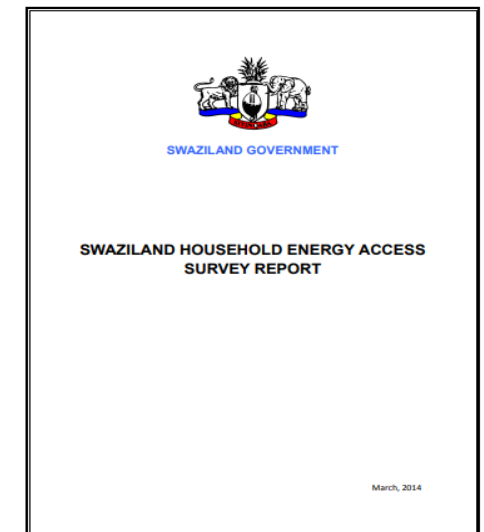 SWAZILAND GOVERNMENT
SWAZILAND HOUSEHOLD ENERGY ACCESS
SURVEY REPORT
March, 2014